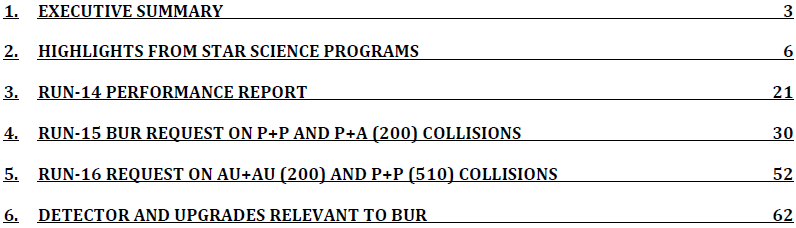 1. EXECUTIVE SUMMARY 3
2. HIGHLIGHTS FROM STAR SCIENCE PROGRAMS 6
3. RUN-14 PERFORMANCE REPORT 21
4. RUN-15 BUR REQUEST ON P+P AND P+A (200) COLLISIONS 30
5. RUN-16 REQUEST ON AU+AU (200) AND P+P (510) COLLISIONS 52
6. DETECTOR AND UPGRADES RELEVANT TO BUR 62